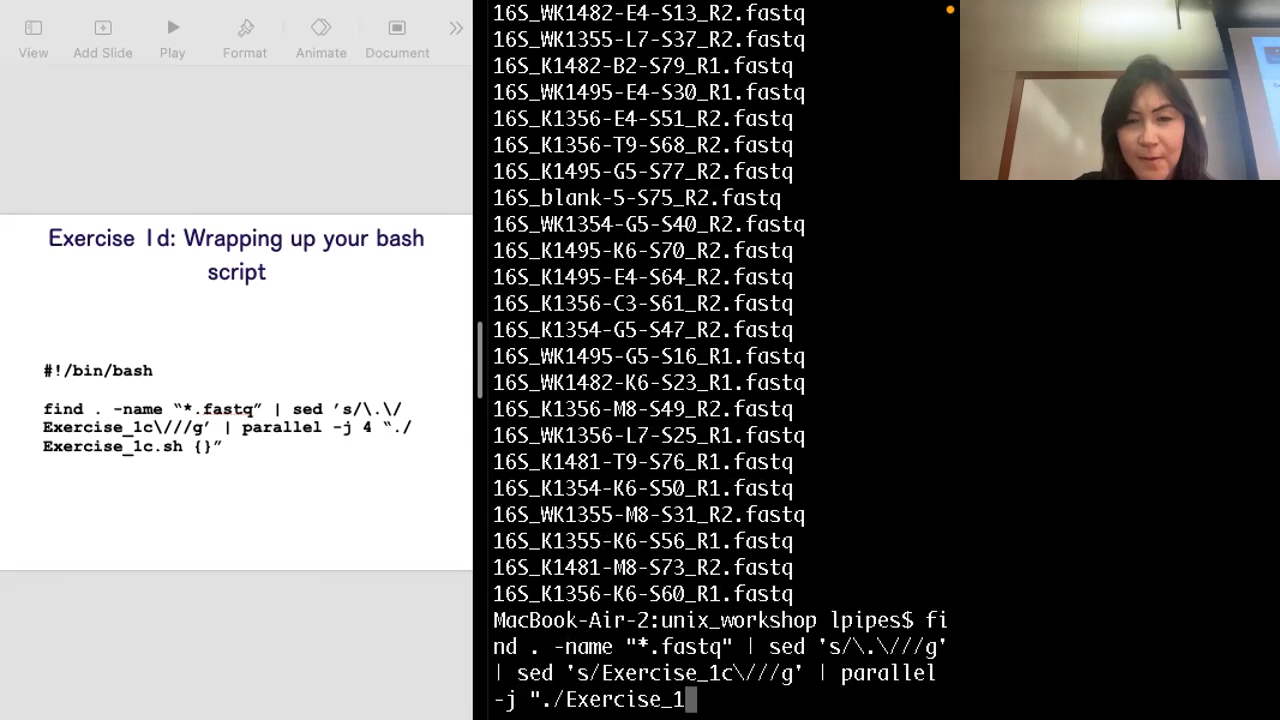 View
Add Slide
Play
Format
Animate
Document
Exercise 1d: Wrapping up your bash
script
#!/bin/bash
find . -name “*.fastq” | sed ’s/\.\/
Exercise_1c\///g’ | parallel -j 4 “./
Exercise_1c.sh {}”
16S_WK1482-E4-S13_R2.fastq
16S_WK1355-L7-S37_R2.fastq
16S_K1482-B2-S79_R1.fastq
16S_WK1495-E4-S30_R1.fastq
16S_K1356-E4-S51_R2.fastq
16S_K1356-T9-S68_R2.fastq
16S_K1495-G5-S77_R2.fastq
16S_blank-5-S75_R2.fastq
16S_WK1354-G5-S40_R2.fastq
16S_K1495-K6-S70_R2.fastq
16S_K1495-E4-S64_R2.fastq
16S_K1356-C3-S61_R2.fastq
16S_K1354-G5-S47_R2.fastq
16S_WK1495-G5-S16_R1.fastq
16S_WK1482-K6-S23_R1.fastq
16S_K1356-M8-S49_R2.fastq
16S_WK1356-L7-S25_R1.fastq
16S_K1481-T9-S76_R1.fastq
16S_K1354-K6-S50_R1.fastq
16S_WK1355-M8-S31_R2.fastq
16S_K1355-K6-S56_R1.fastq
16S_K1481-M8-S73_R2.fastq
16S_K1356-K6-S60_R1.fastq
MacBook-Air-2:unix_workshop lpipes$ fi
nd . -name "*.fastq" | sed 's/\.\///g'
| sed 's/Exercise_1c\///g' | parallel
-j "./Exercise_1